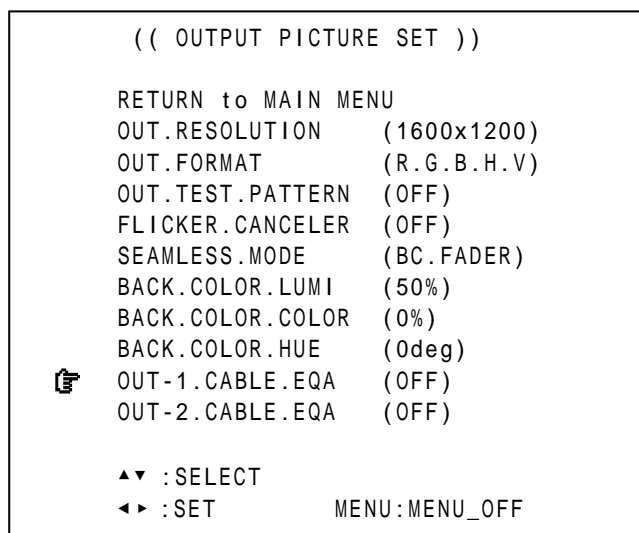 (( OUTPUT PICTURE SET ))
RETURN to MAIN MENU
OUT.RESOLUTION (1600x1200)
OUT.FORMAT (R.G.B.H.V)
OUT.TEST.PATTERN (OFF)
FLICKER.CANCELER (OFF)
SEAMLESS.MODE (BC.FADER)
BACK.COLOR.LUMI (50%)
BACK.COLOR.COLOR (0%)
BACK.COLOR.HUE (0deg)
OUT-1.CABLE.EQA (OFF)
OUT-2.CABLE.EQA (OFF)
▲▼ :SELECT
◄► :SET MENU:MENU_OFF